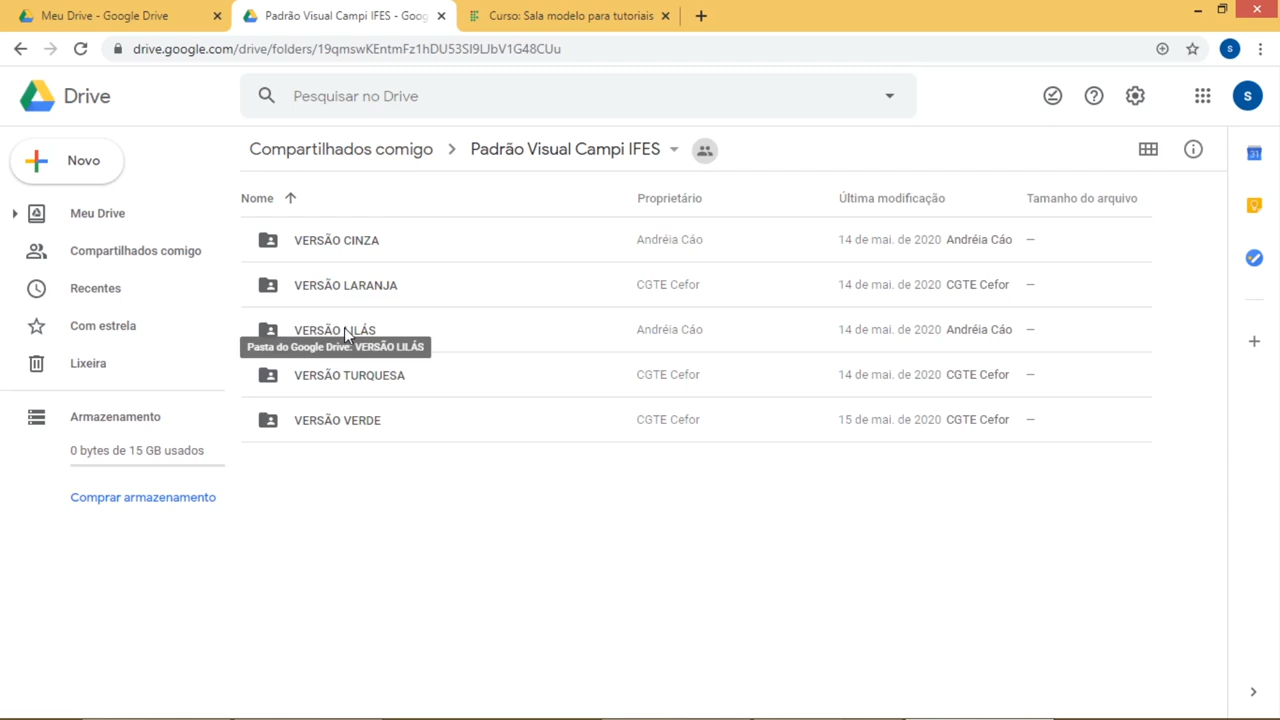 Meu Drive - Google Drive
Padrão Visual Campi IFES - Goog
Curso: Sala modelo para tutoriais
drive.google.com/drive/folders/19qmswKEntmFz1hDU53SI9LJbV1G48CUu
S
Drive
Pesquisar no Drive
S
Novo
Compartilhados comigo > Padrão Visual Campi IFES
31
Nome Proprietário Última modificação Tamanho do arquivo
Meu Drive
Compartilhados comigo
Recentes
Com estrela
Lixeira
Armazenamento
0 bytes de 15 GB usados
Comprar armazenamento
VERSÃO CINZA Andréia Cáo 14 de mai. de 2020 Andréia Cáo —
VERSÃO LARANJA CGTE Cefor 14 de mai. de 2020 CGTE Cefor —
VERSÃO LILÁS Andréia Cáo 14 de mai. de 2020 Andréia Cáo —
Pasta do Google Drive: VERSÃO LILÁS
VERSÃO TURQUESA CGTE Cefor 14 de mai. de 2020 CGTE Cefor —
VERSÃO VERDE CGTE Cefor 15 de mai. de 2020 CGTE Cefor —